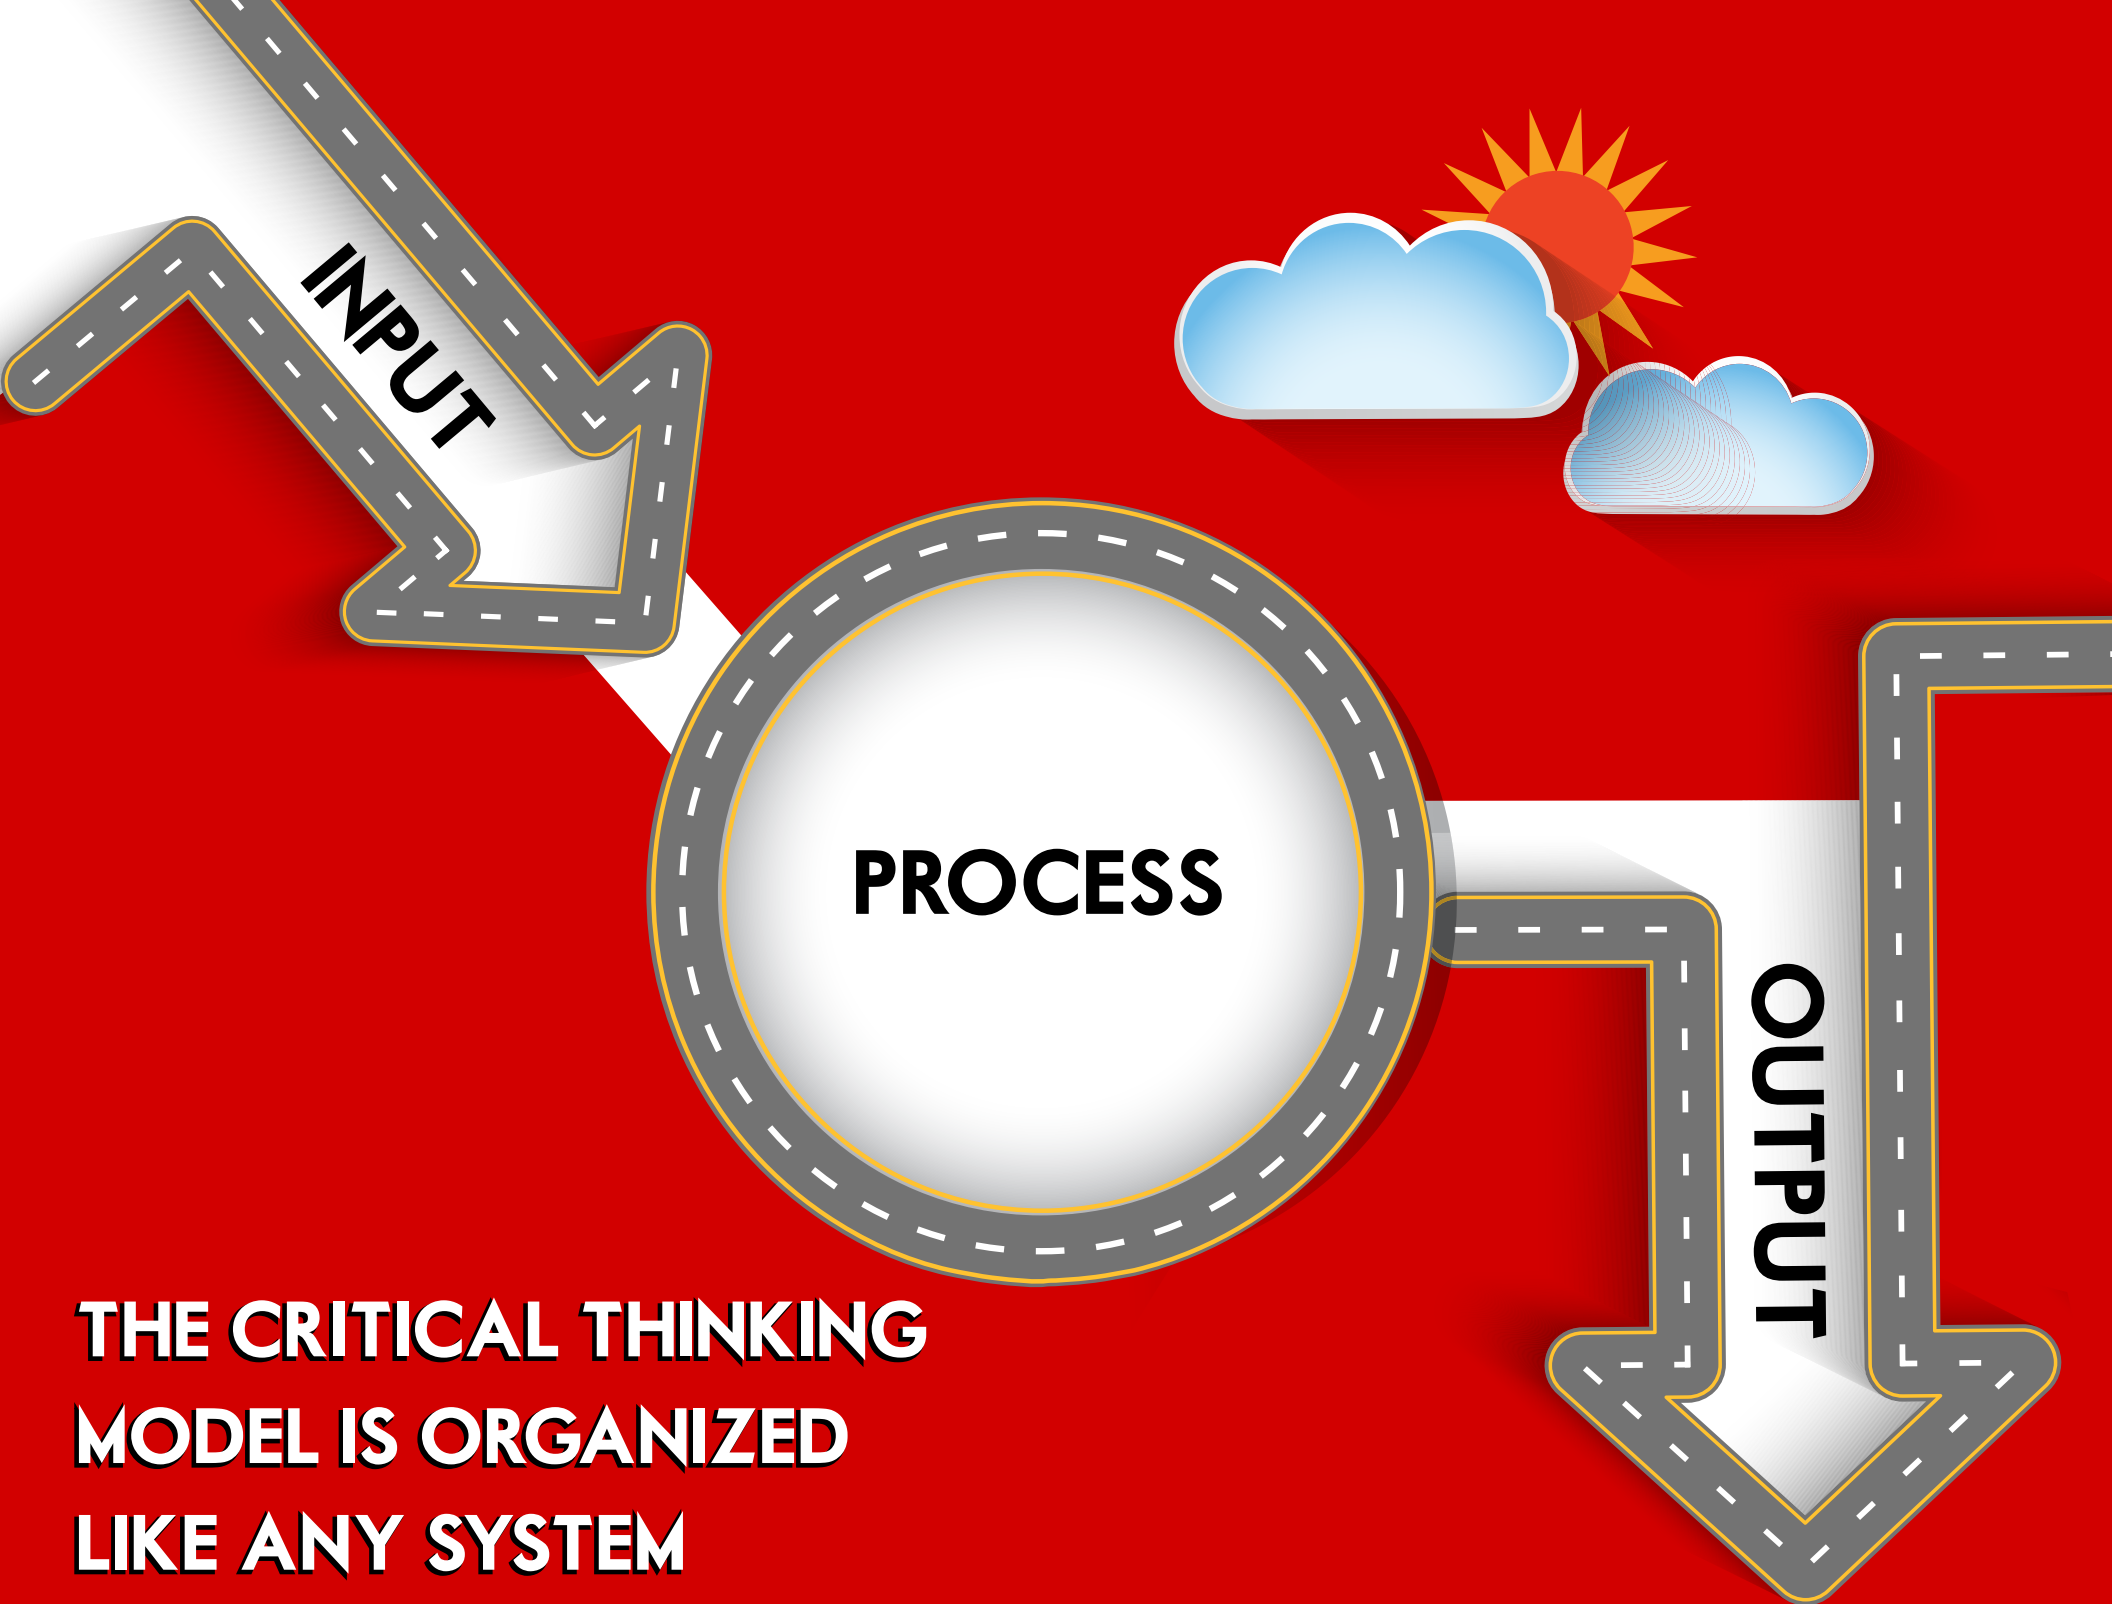 INPUT
PROCESS
OUTPUT
THE CRITICAL THINKING
MODEL IS ORGANIZED
LIKE ANY SYSTEM